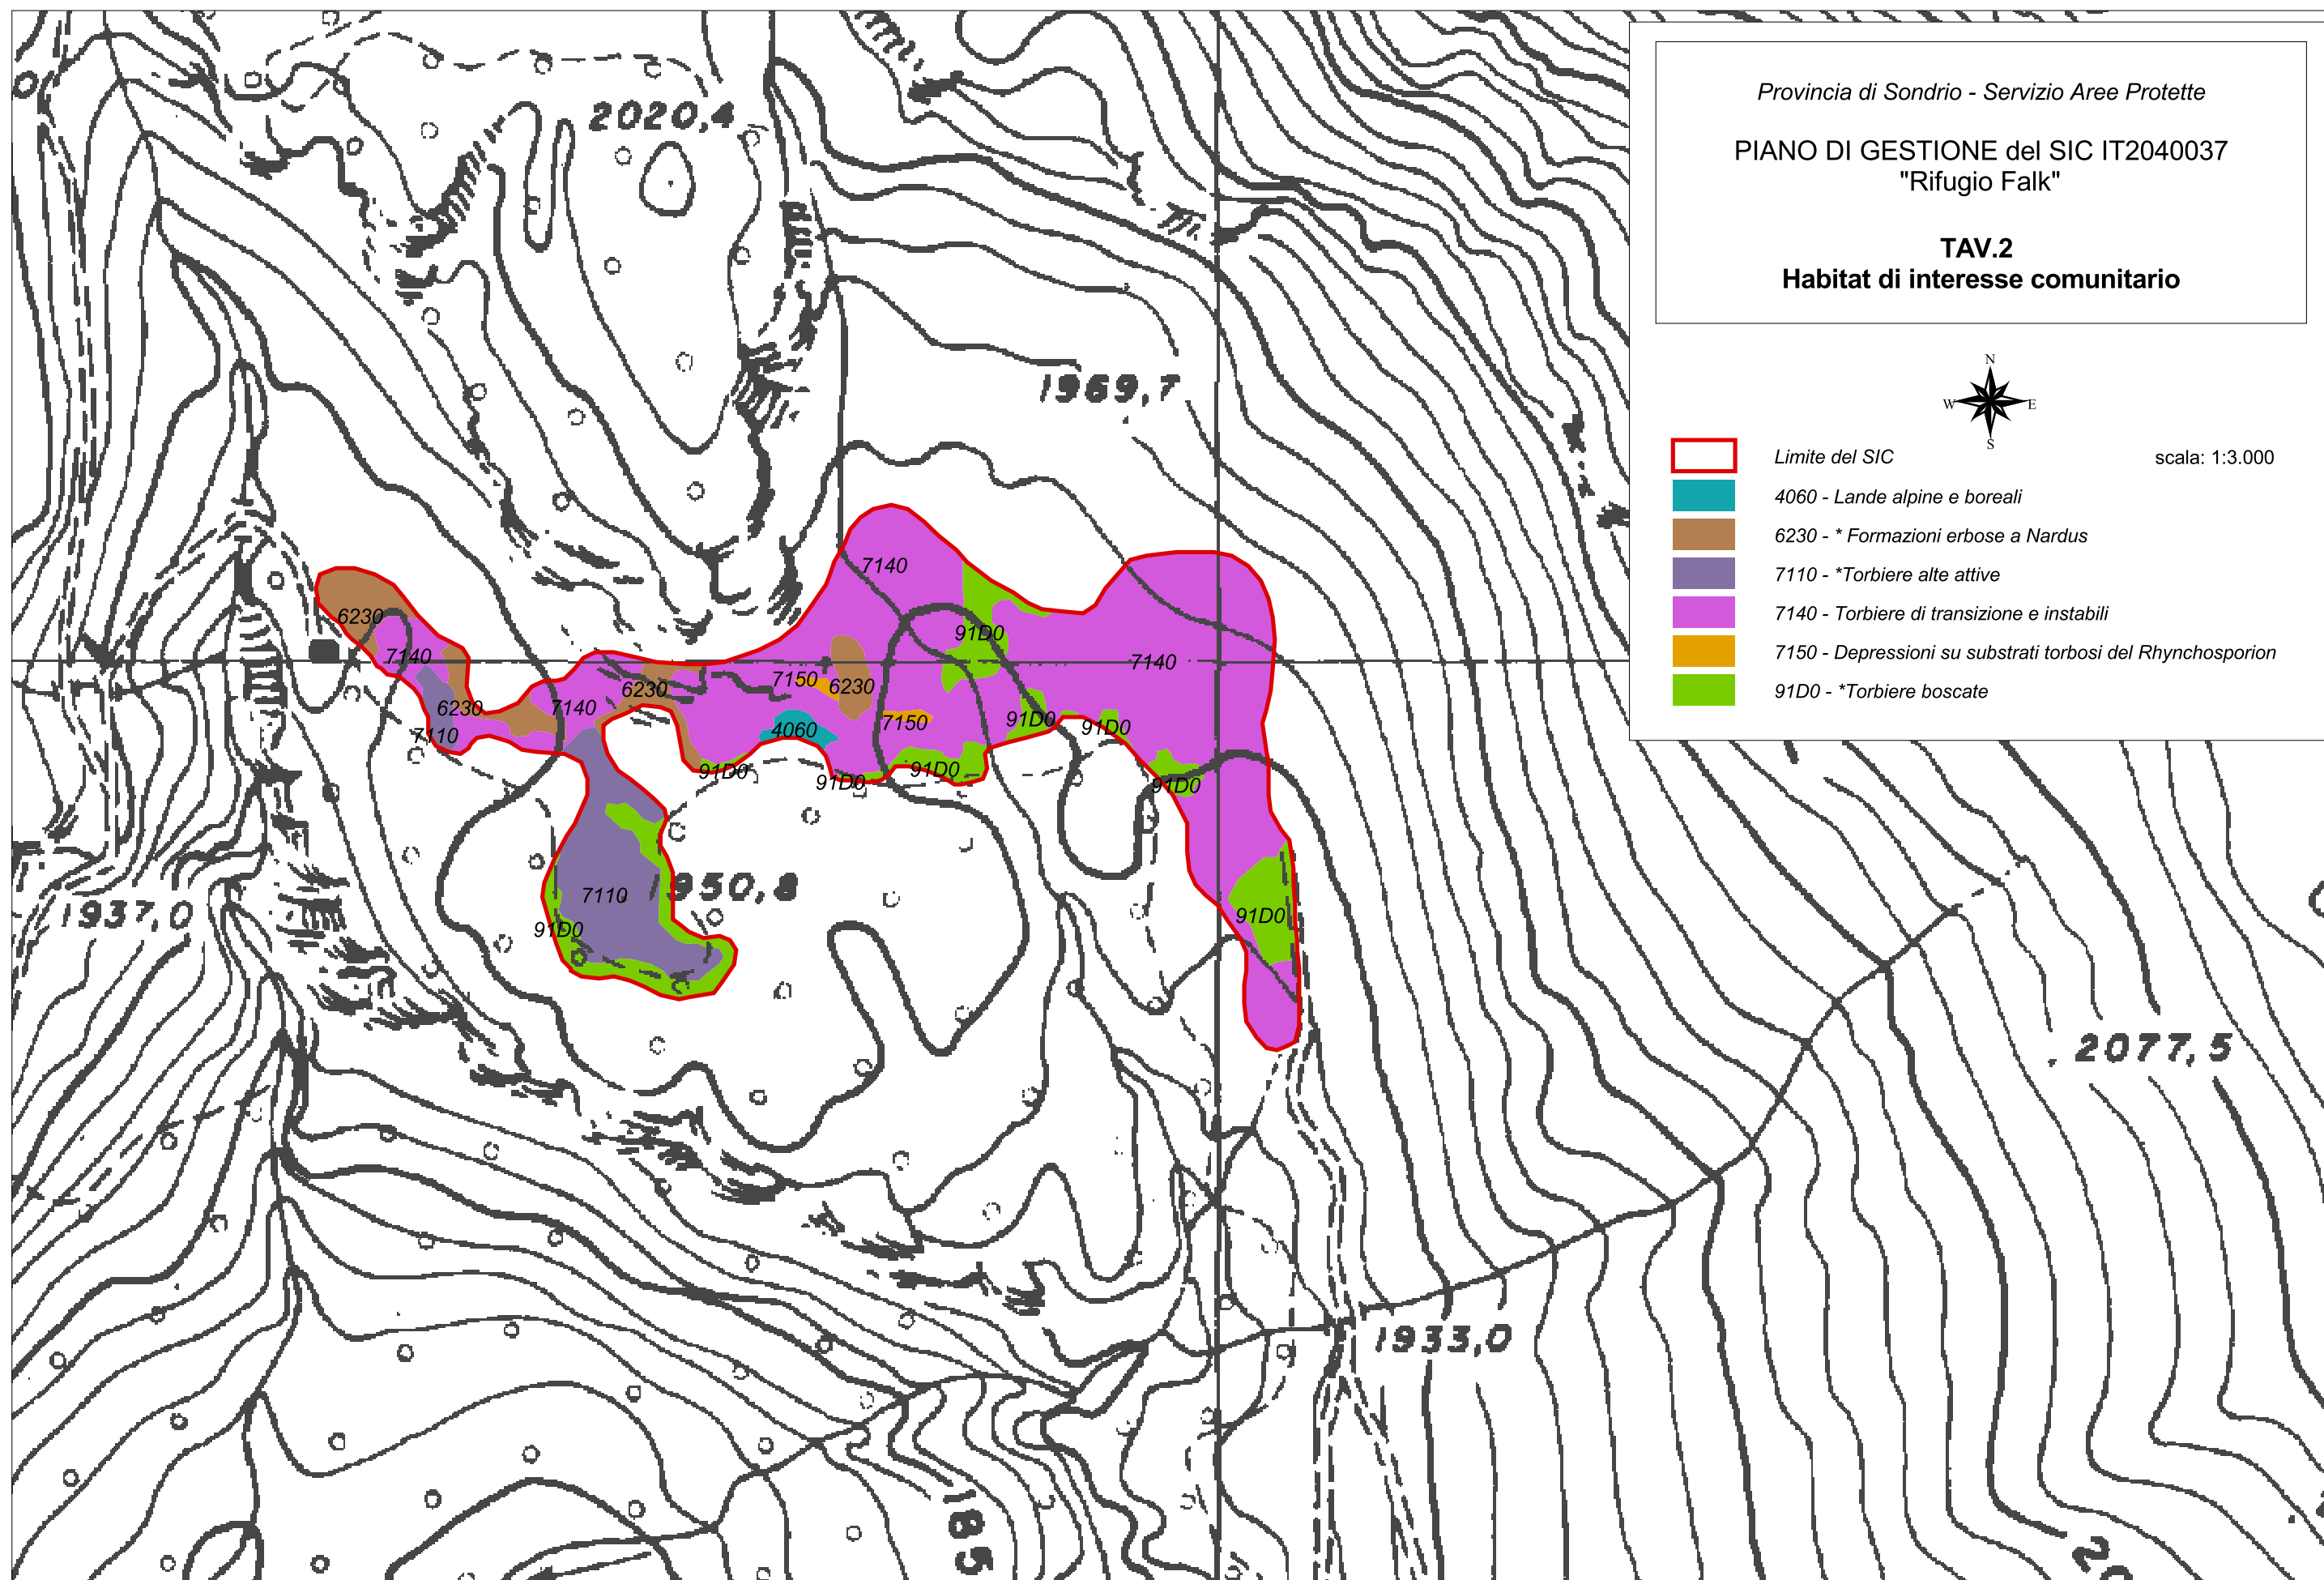 Provincia di Sondrio - Servizio Aree Protette
PIANO DI GESTIONE del SIC IT2040037
"Rifugio Falk"
TAV.2
Habitat di interesse comunitario
N
W E
S
Limite del SIC
scala: 1:3.000
4060 - Lande alpine e boreali
6230 - * Formazioni erbose a Nardus
7110 - *Torbiere alte attive
7140 - Torbiere di transizione e instabili
7150 - Depressioni su substrati torbosi del Rhynchosporion
91D0 - *Torbiere boscate
2020,4
1969,7
7140
6230
91D0
7140
7140
7150
6230
6230
6230
7140
7150
91D0
91D0
7110
4060
91D0
91D0
91D0
91D0
950,8
7110
1937,0
91D0
91D0
2077,5
1933,0
185
20